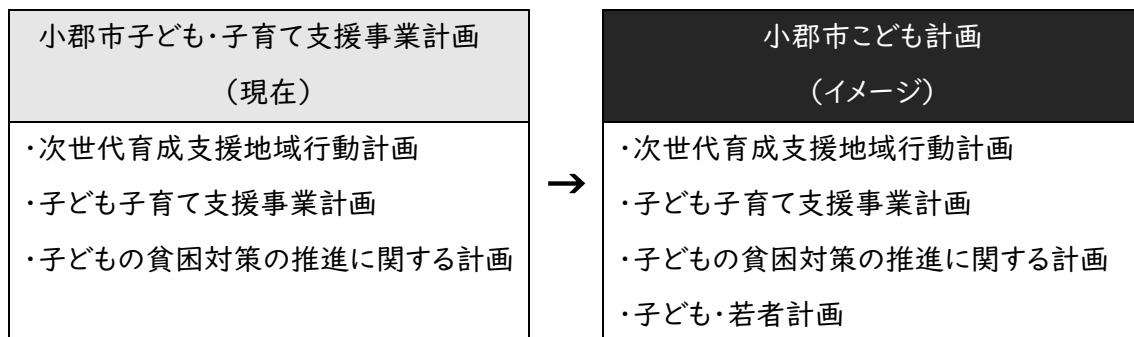 小郡市子ども・子育て支援事業計画
（現在）
・次世代育成支援地域行動計画
・子ども子育て支援事業計画
・子どもの貧困対策の推進に関する計画
→
小郡市こども計画
（イメージ）
・次世代育成支援地域行動計画
・子ども子育て支援事業計画
・子どもの貧困対策の推進に関する計画
・子ども・若者計画